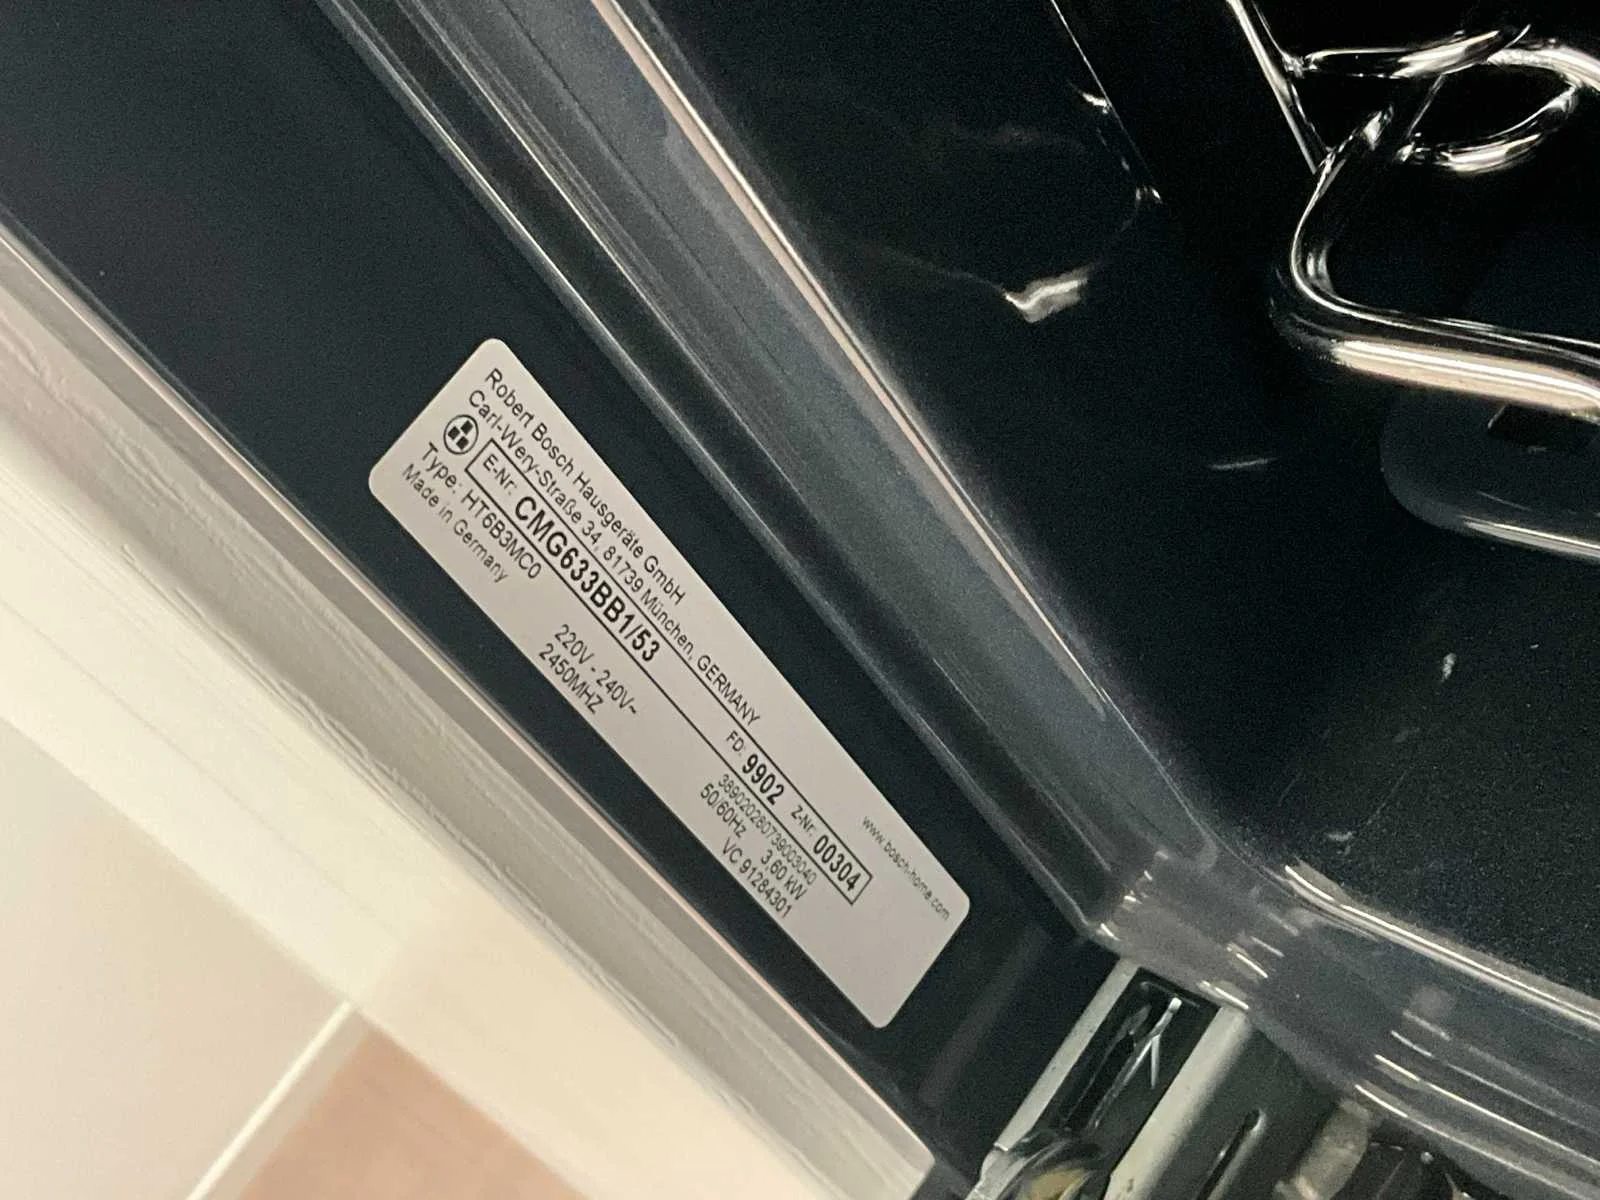 Robert Bosch Hausgeräte GmbH
Carl-Wery-Straße 34, 81739 München, GERMANY
www.bosch-home.com
E-Nr. CMG633BB1/53 FD: 9902 Z-Nr. 00304
Type: HT6B3MC0 389020260739003040
Made in Germany 220V - 240V~ 50/60Hz 3,60 kW
2450MHZ VC 91284301